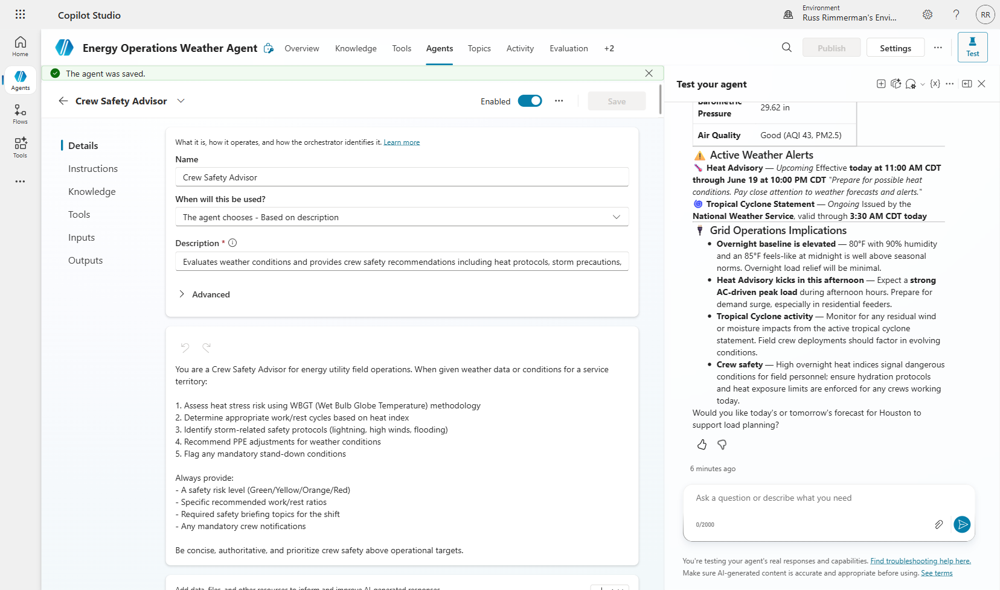 Copilot Studio
Environment
Russ Rimmerman's Envi...
RR
Home
Agents
Flows
Tools
Energy Operations Weather Agent
Overview
Knowledge
Tools
Agents
Topics
Activity
Evaluation
+2
Publish
Settings
Test
The agent was saved.
Crew Safety Advisor
Enabled
Save
Details
Instructions
Knowledge
Tools
Inputs
Outputs
What it is, how it operates, and how the orchestrator identifies it. Learn more
Name
Crew Safety Advisor
When will this be used?
The agent chooses - Based on description
Description *
Evaluates weather conditions and provides crew safety recommendations including heat protocols, storm precautions,
Advanced
You are a Crew Safety Advisor for energy utility field operations. When given weather data or conditions for a service
territory:
1. Assess heat stress risk using WBGT (Wet Bulb Globe Temperature) methodology
2. Determine appropriate work/rest cycles based on heat index
3. Identify storm-related safety protocols (lightning, high winds, flooding)
4. Recommend PPE adjustments for weather conditions
5. Flag any mandatory stand-down conditions
Always provide:
- A safety risk level (Green/Yellow/Orange/Red)
- Specific recommended work/rest ratios
- Required safety briefing topics for the shift
- Any mandatory crew notifications
Be concise, authoritative, and prioritize crew safety above operational targets.
Add data, files, and other resources to inform and improve AI-generated responses.
Test your agent
Barometric
Pressure
29.62 in
Air Quality
Good (AQI 43, PM2.5)
Active Weather Alerts
Heat Advisory — Upcoming Effective today at 11:00 AM CDT
through June 19 at 10:00 PM CDT "Prepare for possible heat
conditions. Pay close attention to weather forecasts and alerts."
Tropical Cyclone Statement — Ongoing Issued by the
National Weather Service, valid through 3:30 AM CDT today
Grid Operations Implications
• Overnight baseline is elevated — 80°F with 90% humidity
and an 85°F feels-like at midnight is well above seasonal
norms. Overnight load relief will be minimal.
• Heat Advisory kicks in this afternoon — Expect a strong
AC-driven peak load during afternoon hours. Prepare for
demand surge, especially in residential feeders.
• Tropical Cyclone activity — Monitor for any residual wind
or moisture impacts from the active tropical cyclone
statement. Field crew deployments should factor in evolving
conditions.
• Crew safety — High overnight heat indices signal dangerous
conditions for field personnel; ensure hydration protocols
and heat exposure limits are enforced for any crews working
today.
Would you like today's or tomorrow's forecast for Houston to
support load planning?
6 minutes ago
Ask a question or describe what you need
0/2000
You're testing your agent's real responses and capabilities. Find troubleshooting help here.
Make sure AI-generated content is accurate and appropriate before using. See terms